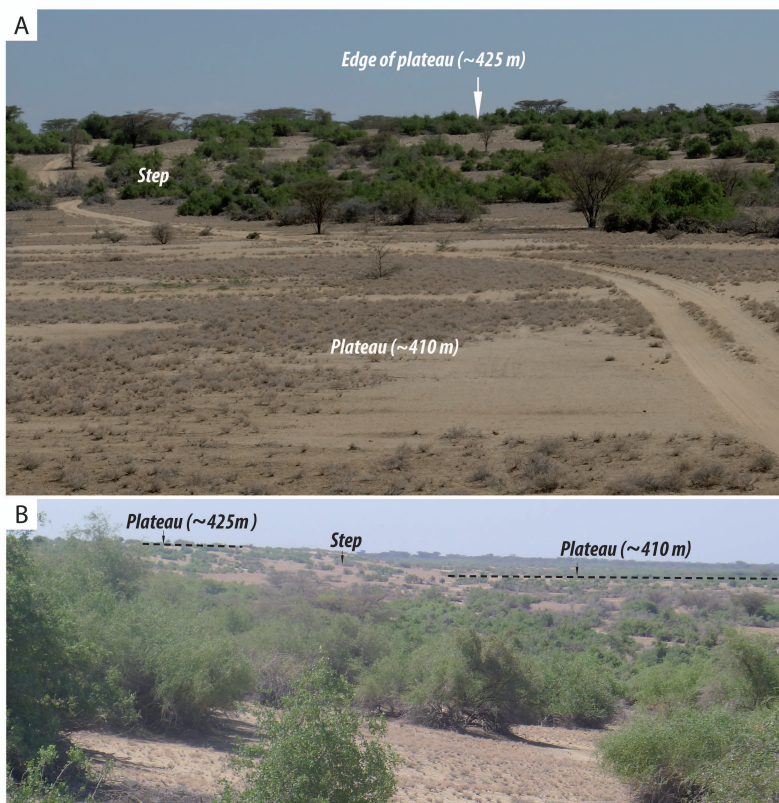 A
Edge of plateau (~425 m)
Step
Plateau (~410 m)
B
Plateau (~425m)
Step
Plateau (~410 m)